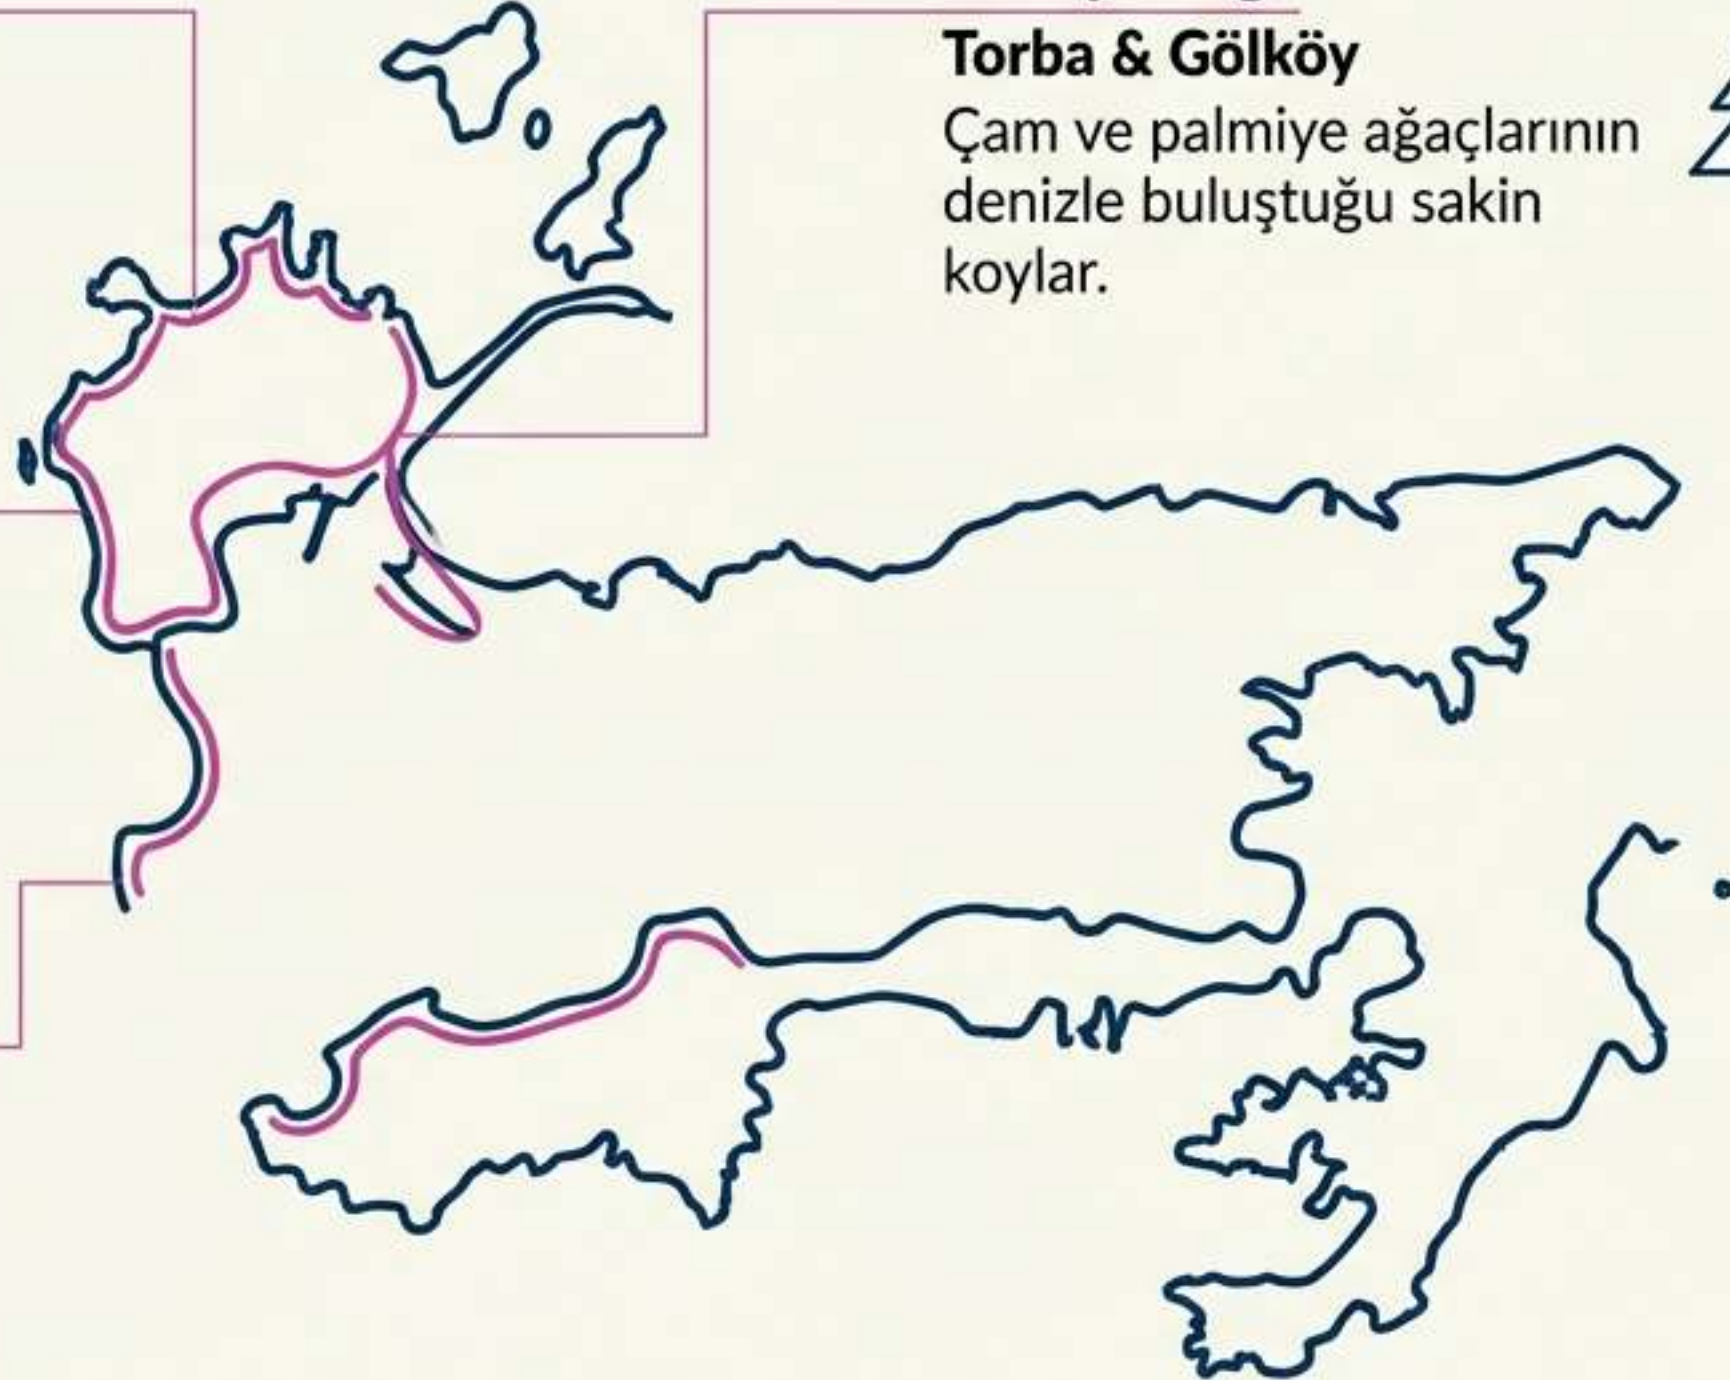 Torba & Gölköy
Çam ve palmiye ağaçlarının
denizle buluştuğu sakin
koylar.